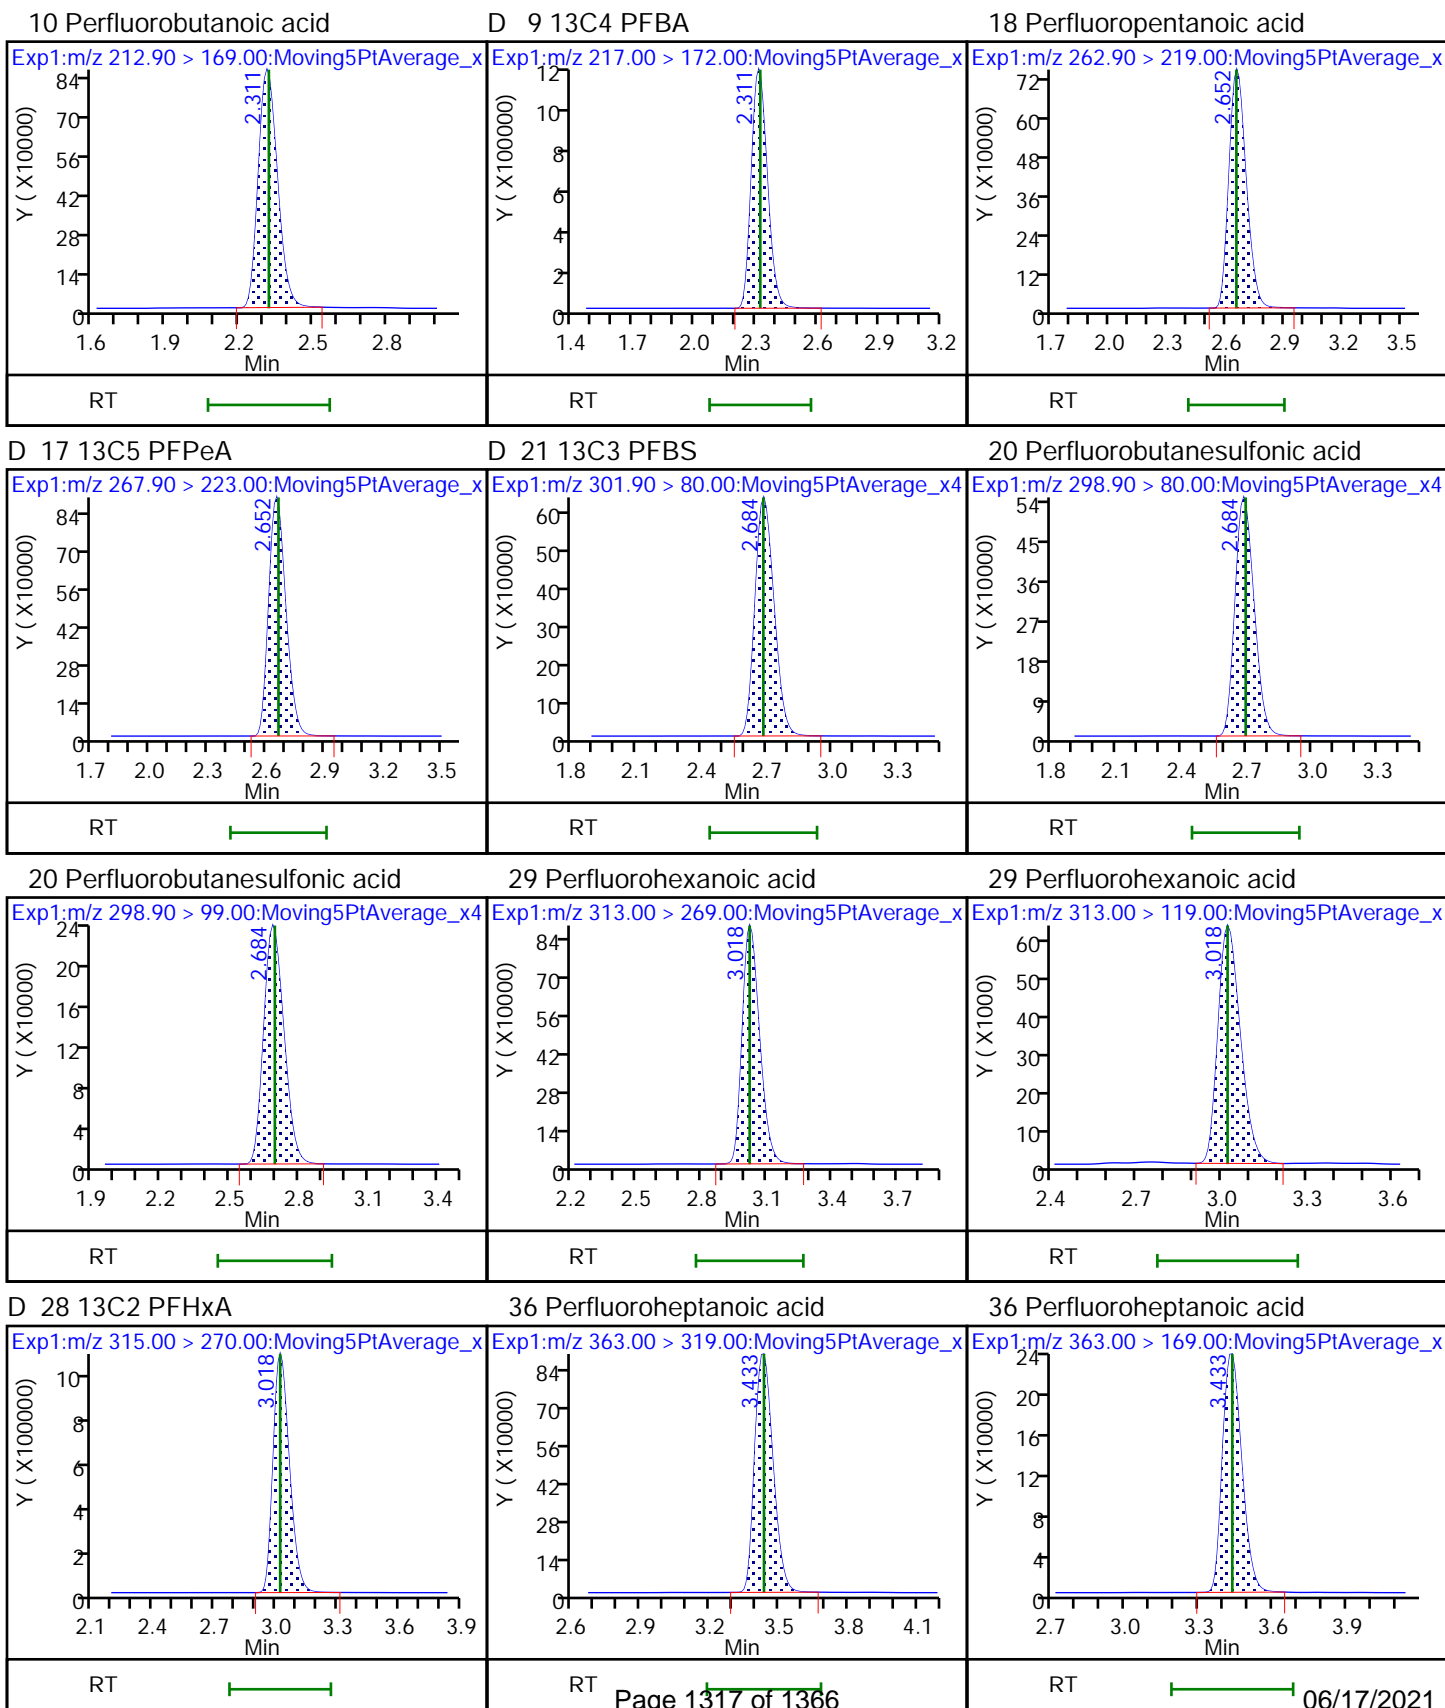 10 Perfluorobutanoic acid
D 9 13C4 PFBA
18 Perfluoropentanoic acid
Exp1:m/z 212.90 > 169.00:Moving5PtAverage_x
Exp1:m/z 217.00 > 172.00:Moving5PtAverage_x
Exp1:m/z 262.90 > 219.00:Moving5PtAverage_x
2.311
2.311
2.652
Y ( X10000)
84
70
56
42
28
14
0
1.6 1.9 2.2 2.5 2.8
Min
Y ( X100000)
12
10
8
6
4
2
0
1.4 1.7 2.0 2.3 2.6 2.9 3.2
Min
Y ( X10000)
72
60
48
36
24
12
0
1.7 2.0 2.3 2.6 2.9 3.2 3.5
Min
RT
RT
RT
D 17 13C5 PFPeA
D 21 13C3 PFBS
20 Perfluorobutanesulfonic acid
Exp1:m/z 267.90 > 223.00:Moving5PtAverage_x
Exp1:m/z 301.90 > 80.00:Moving5PtAverage_x4
Exp1:m/z 298.90 > 80.00:Moving5PtAverage_x4
2.652
2.684
2.684
Y ( X10000)
84
70
56
42
28
14
0
1.7 2.0 2.3 2.6 2.9 3.2 3.5
Min
Y ( X10000)
60
50
40
30
20
10
0
1.8 2.1 2.4 2.7 3.0 3.3
Min
Y ( X10000)
54
45
36
27
18
9
0
1.8 2.1 2.4 2.7 3.0 3.3
Min
RT
RT
RT
20 Perfluorobutanesulfonic acid
29 Perfluorohexanoic acid
29 Perfluorohexanoic acid
Exp1:m/z 298.90 > 99.00:Moving5PtAverage_x4
Exp1:m/z 313.00 > 269.00:Moving5PtAverage_x
Exp1:m/z 313.00 > 119.00:Moving5PtAverage_x
2.684
3.018
3.018
Y ( X10000)
24
20
16
12
8
4
0
1.9 2.2 2.5 2.8 3.1 3.4
Min
Y ( X10000)
84
70
56
42
28
14
0
2.2 2.5 2.8 3.1 3.4 3.7
Min
Y ( X1000)
60
50
40
30
20
10
0
2.4 2.7 3.0 3.3 3.6
Min
RT
RT
RT
D 28 13C2 PFHxA
36 Perfluoroheptanoic acid
36 Perfluoroheptanoic acid
Exp1:m/z 315.00 > 270.00:Moving5PtAverage_x
Exp1:m/z 363.00 > 319.00:Moving5PtAverage_x
Exp1:m/z 363.00 > 169.00:Moving5PtAverage_x
3.018
3.433
3.433
Y ( X100000)
10
8
6
4
2
0
2.1 2.4 2.7 3.0 3.3 3.6 3.9
Min
Y ( X10000)
84
70
56
42
28
14
0
2.6 2.9 3.2 3.5 3.8 4.1
Min
Y ( X10000)
24
20
16
12
8
4
0
2.7 3.0 3.3 3.6 3.9
Min
RT
RT
RT
Page 1317 of 1366
06/17/2021